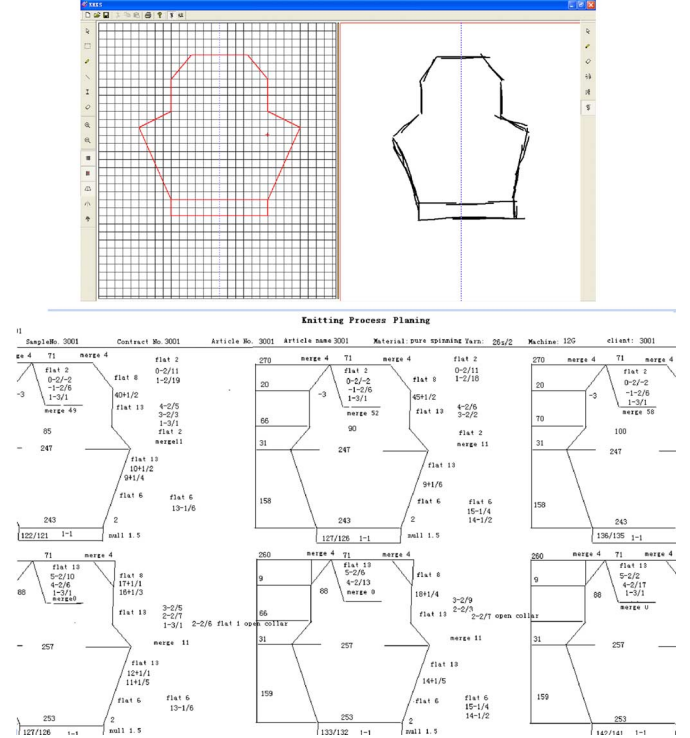 Knitting Process Planing
SampleNo. 3001 Contract No. 3001 Article No. 3001 Article name 3001 Material: pure spinning Yarn: 26s/2 Machine: 12G client: 3001
merge 4 71 merge 4 flat 2
flat 2
0-2/-2
-1-2/6
1-3/1
merge 49
flat 8
0-2/11
1-2/19
40+1/2
flat 13
4-2/5
3-2/3
1-3/1
flat 2
merge11
85
247
flat 13
10+1/2
9+1/4
flat 6 flat 6
13-1/6
243
2
122/121 1-1 null 1.5
270 merge 4 71 merge 4 flat 2
20
-3
flat 2
0-2/-2
-1-2/6
1-3/1
merge 52
flat 8
0-2/11
1-2/18
45+1/2
flat 13
4-2/6
3-2/2
flat 2
merge 11
66
90
31
247
flat 13
9+1/6
flat 6 flat 6
15-1/4
14-1/2
158
243
2
127/126 1-1 null 1.5
270 merge 4 71 merge 4
20
-3
flat 2
0-2/-2
-1-2/6
1-3/1
merge 58
70
100
31
247
158
243
136/135 1-1
71 merge 4
88
flat 13
5-2/10
4-2/6
1-3/1
merge0
flat 8
17+1/1
16+1/3
flat 13
3-2/5
2-2/7
1-3/1
2-2/6 flat 1 open collar
merge 11
257
flat 13
12+1/1
11+1/5
flat 6 flat 6
13-1/6
253
2
127/126 1-1 null 1.5
260 merge 4 71 merge 4
9
88
flat 13
5-2/6
4-2/13
merge 0
flat 8
18+1/4
flat 13
3-2/9
2-2/3
2-2/7 open collar
66
merge 11
31
257
flat 13
14+1/5
flat 6 flat 6
15-1/4
14-1/2
159
253
2
133/132 1-1 null 1.5
260 merge 4 71 merge 4
9
88
flat 13
5-2/2
4-2/17
1-3/1
merge 0
31
257
159
253
142/141 1-1